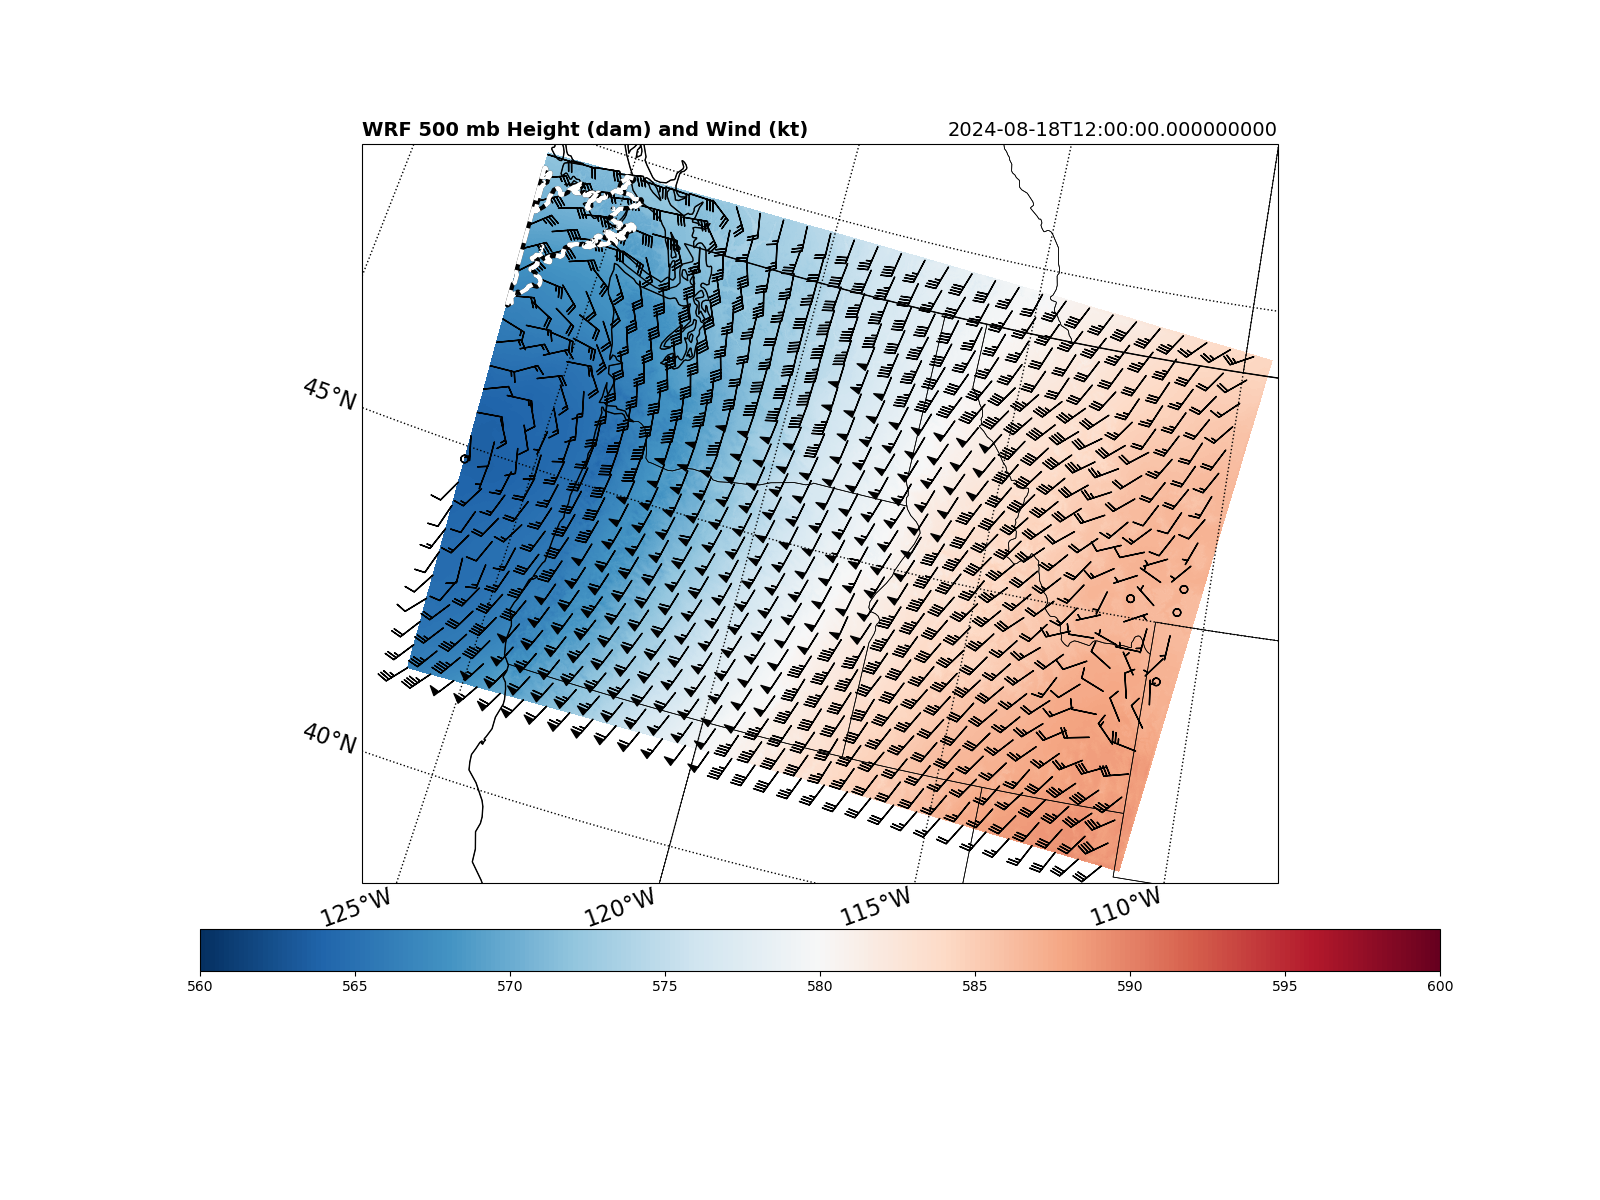 WRF 500 mb Height (dam) and Wind (kt)
2024-08-18T12:00:00.000000000
45°N
40°N
125°W
120°W
115°W
110°W
560
565
570
575
580
585
590
595
600